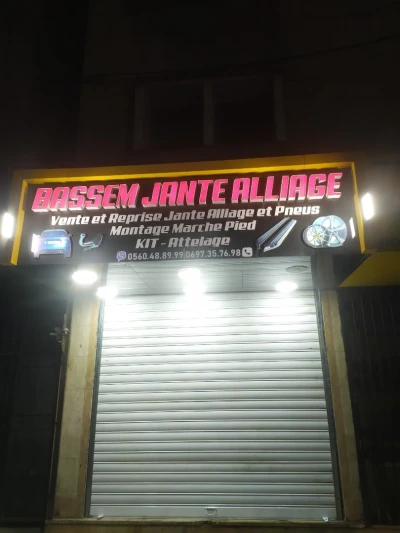 BASSEM JANTE ALLIAGE
Vente et Reprise Jante Alliage et Pneus
Montage Marche Pied
KIT - Attelage
0560.48.89.99 0697.35.76.98